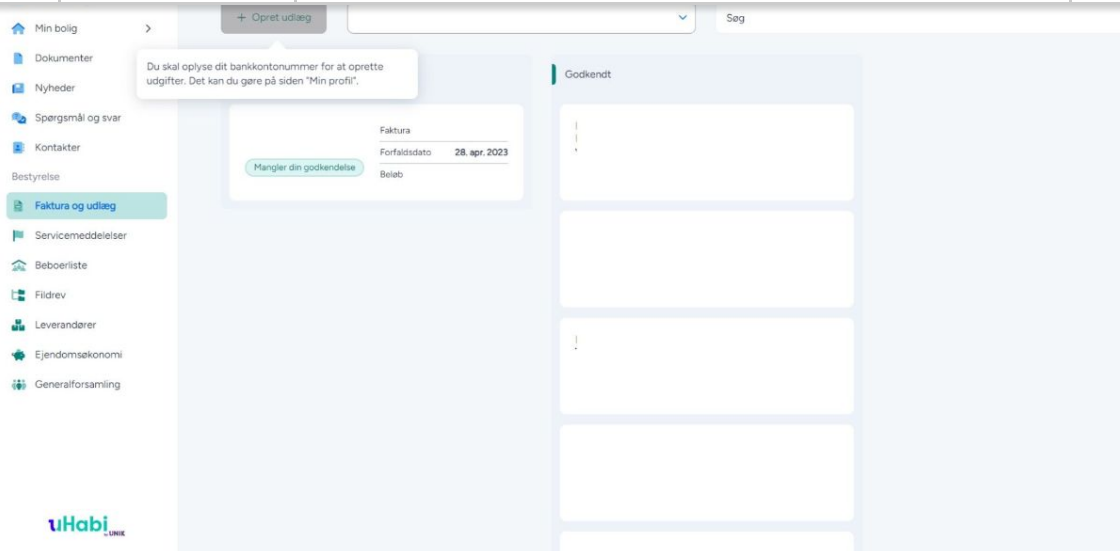 Min bolig
Dokumenter
Nyheder
Spørgsmål og svar
Kontakter
Bestyrelse
Faktura og udlæg
Servicemeddelelser
Beboerliste
Fildrev
Leverandører
Ejendomsøkonomi
Generalforsamling
uHabi
by UNIK
+ Opret udlæg
Søg
Du skal oplyse dit bankkontonummer for at oprette
udgifter. Det kan du gøre på siden "Min profil".
Faktura
Forfaldsdato 28. apr. 2023
Mangler din godkendelse
Beløb
Godkendt